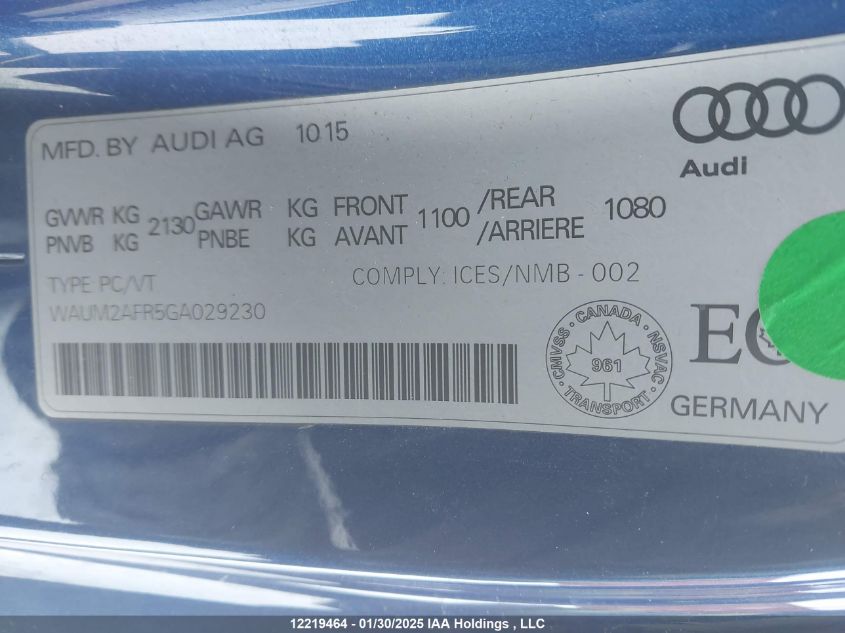 MFD. BY AUDI AG 10 15
Audi
GVWR KG 2130 GAWR KG FRONT 1100 /REAR 1080
PNVB KG PNBE KG AVANT /ARRIERE
TYPE: PC/VT COMPLY: ICES/NMB - 002
WAUM2AFR5GA029230
CMVSS · CANADA · NSVAC · TRANSPORT
961
GERMANY
12219464 - 01/30/2025 IAA Holdings , LLC